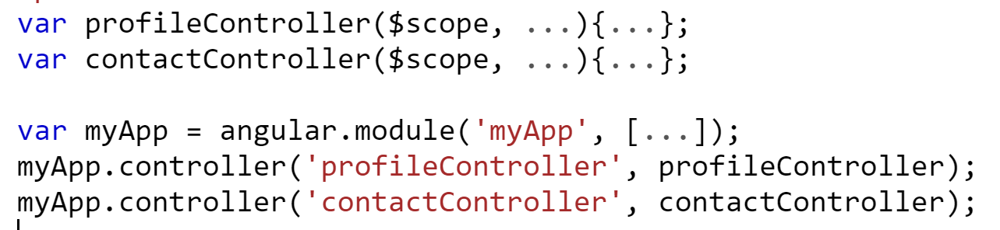 var profileController($scope, ...){...};
var contactController($scope, ...){...};
var myApp = angular.module('myApp', [...]);
myApp.controller('profileController', profileController);
myApp.controller('contactController', contactController);